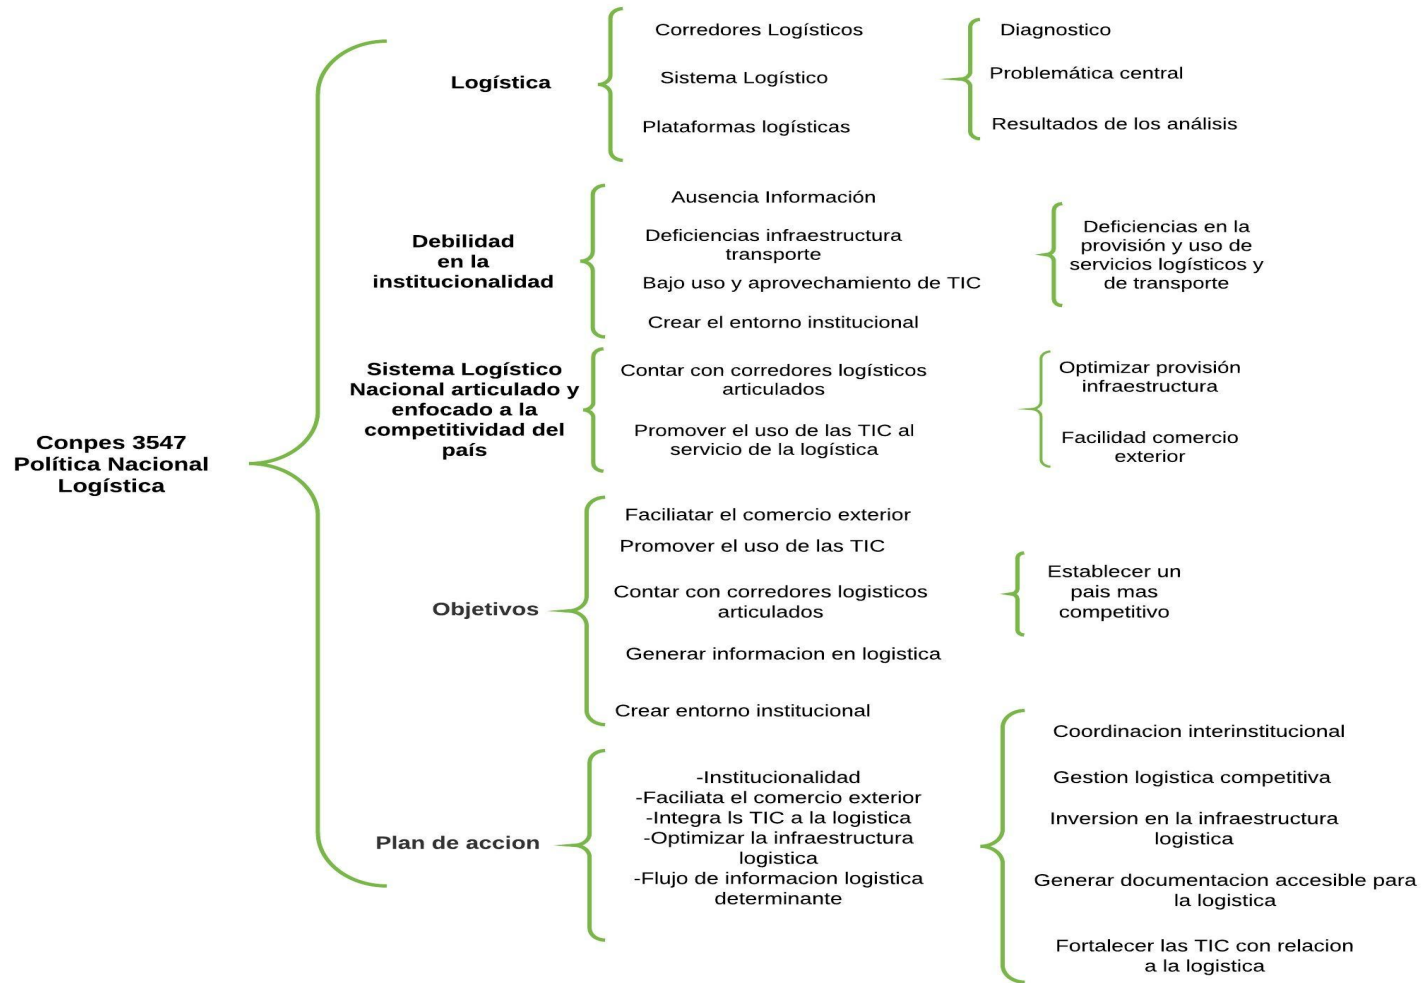 Conpes 3547
Política Nacional
Logística
Logística
Corredores Logísticos
Sistema Logístico
Plataformas logísticas
Diagnostico
Problemática central
Resultados de los análisis
Debilidad
en la
institucionalidad
Ausencia Información
Deficiencias infraestructura
transporte
Bajo uso y aprovechamiento de TIC
Crear el entorno institucional
Deficiencias en la
provisión y uso de
servicios logísticos y
de transporte
Sistema Logístico
Nacional articulado y
enfocado a la
competitividad del
país
Contar con corredores logísticos
articulados
Promover el uso de las TIC al
servicio de la logística
Optimizar provisión
infraestructura
Facilidad comercio
exterior
Objetivos
Faciliatar el comercio exterior
Promover el uso de las TIC
Contar con corredores logisticos
articulados
Generar informacion en logistica
Crear entorno institucional
Establecer un
pais mas
competitivo
Plan de accion
-Institucionalidad
-Faciliata el comercio exterior
-Integra ls TIC a la logistica
-Optimizar la infraestructura
logistica
-Flujo de informacion logistica
determinante
Coordinacion interinstitucional
Gestion logistica competitiva
Inversion en la infraestructura
logistica
Generar documentacion accesible para
la logistica
Fortalecer las TIC con relacion
a la logistica